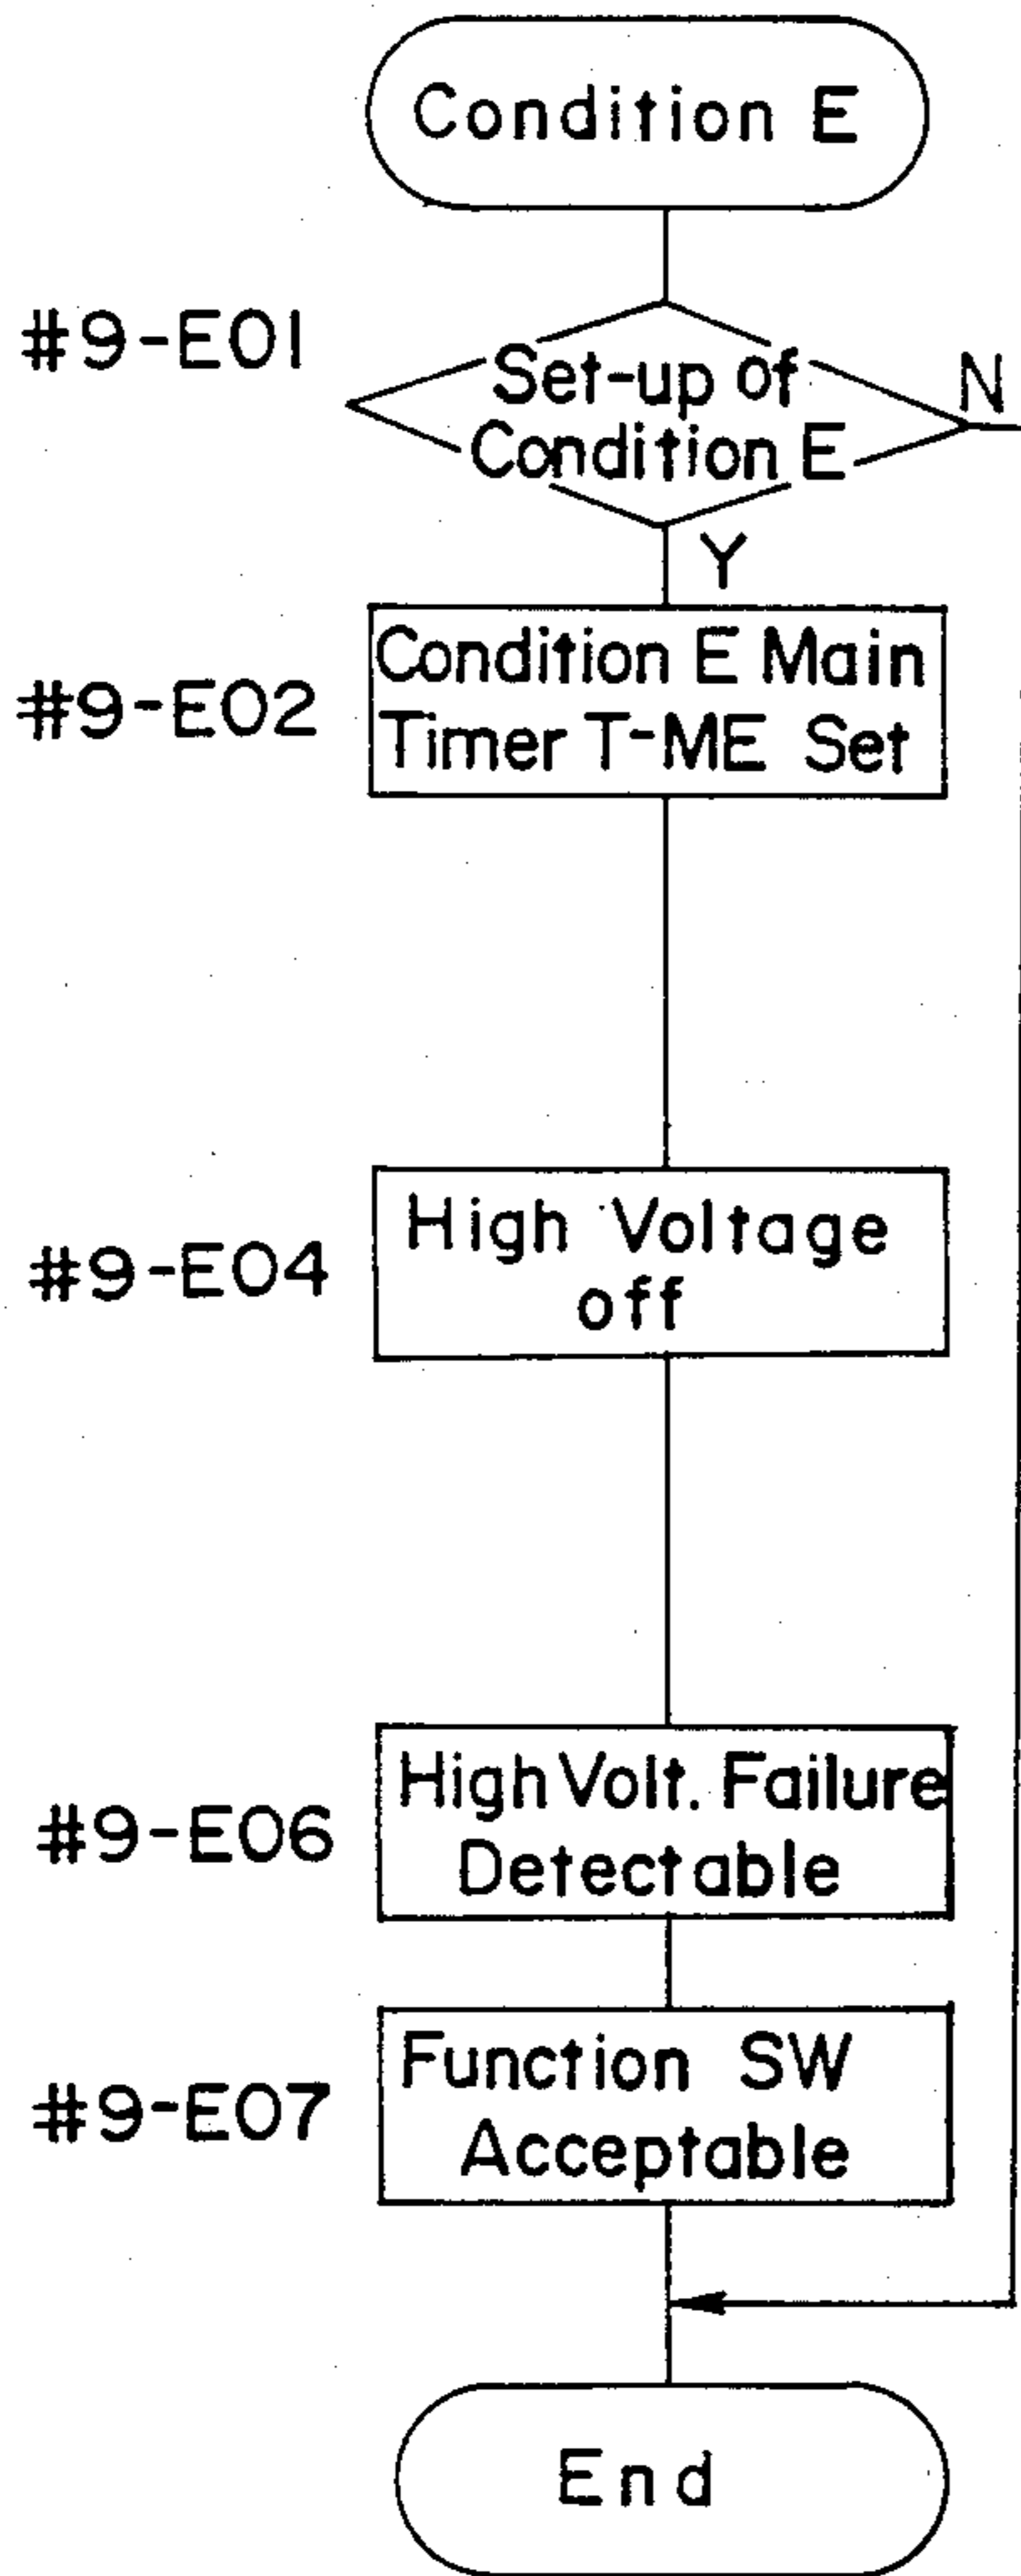 Condition E
#9-E01
Set-up of
Condition E
N
Y
#9-E02
Condition E Main
Timer T-ME Set
#9-E04
High Voltage
off
#9-E06
High Volt. Failure
Detectable
#9-E07
Function SW
Acceptable
End